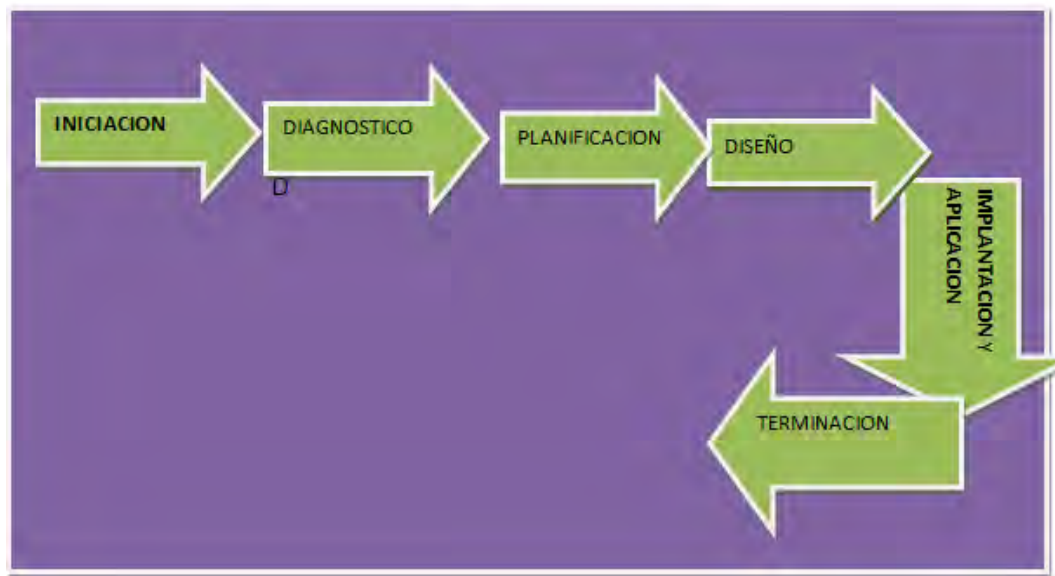 INICIACION
DIAGNOSTICO
D
PLANIFICACION
DISEÑO
IMPLANTACION Y
APLICACION
TERMINACION